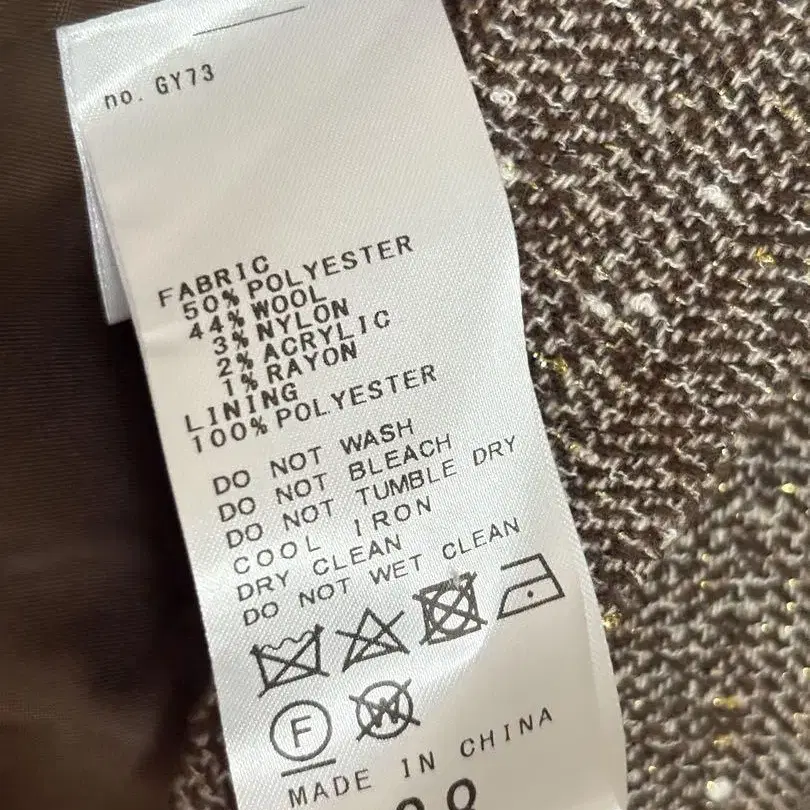 no. GY73
FABRIC
50% POLYESTER
44% WOOL
3% NYLON
2% ACRYLIC
1% RAYON
LINING
100% POLYESTER
DO NOT WASH
DO NOT BLEACH
DO NOT TUMBLE DRY
COOL IRON
DRY CLEAN
DO NOT WET CLEAN
F W
MADE IN CHINA